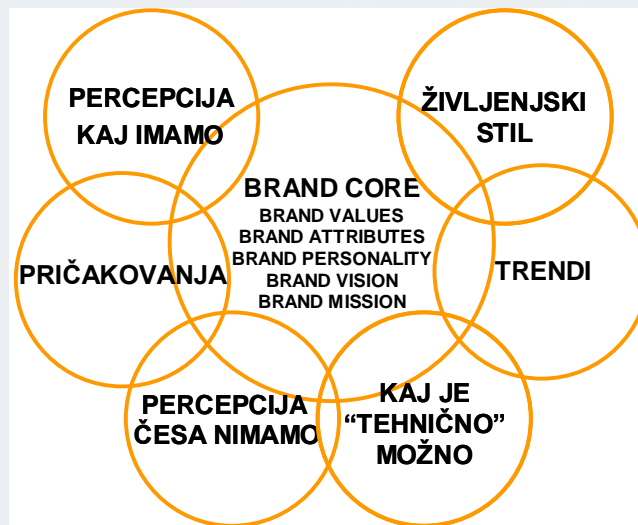 PERCEPCIJA
KAJ IMAMO
ŽIVLJENJSKI
STIL
BRAND CORE
BRAND VALUES
BRAND ATTRIBUTES
BRAND PERSONALITY
BRAND VISION
BRAND MISSION
PRIČAKOVANJA
TRENDI
PERCEPCIJA
ČESA NIMAMO
KAJ JE
“TEHNIČNO”
MOŽNO